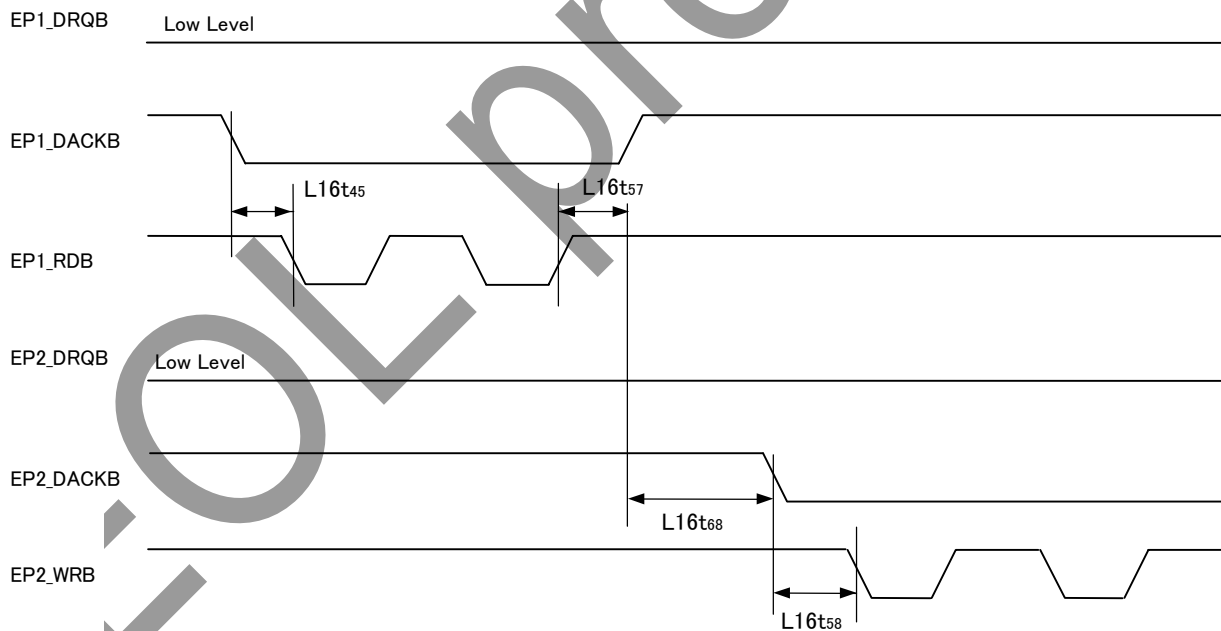 EP1_DRQB
Low Level
EP1_DACKB
L16t45
L16t57
EP1_RDB
EP2_DRQB
Low Level
EP2_DACKB
L16t68
EP2_WRB
L16t58